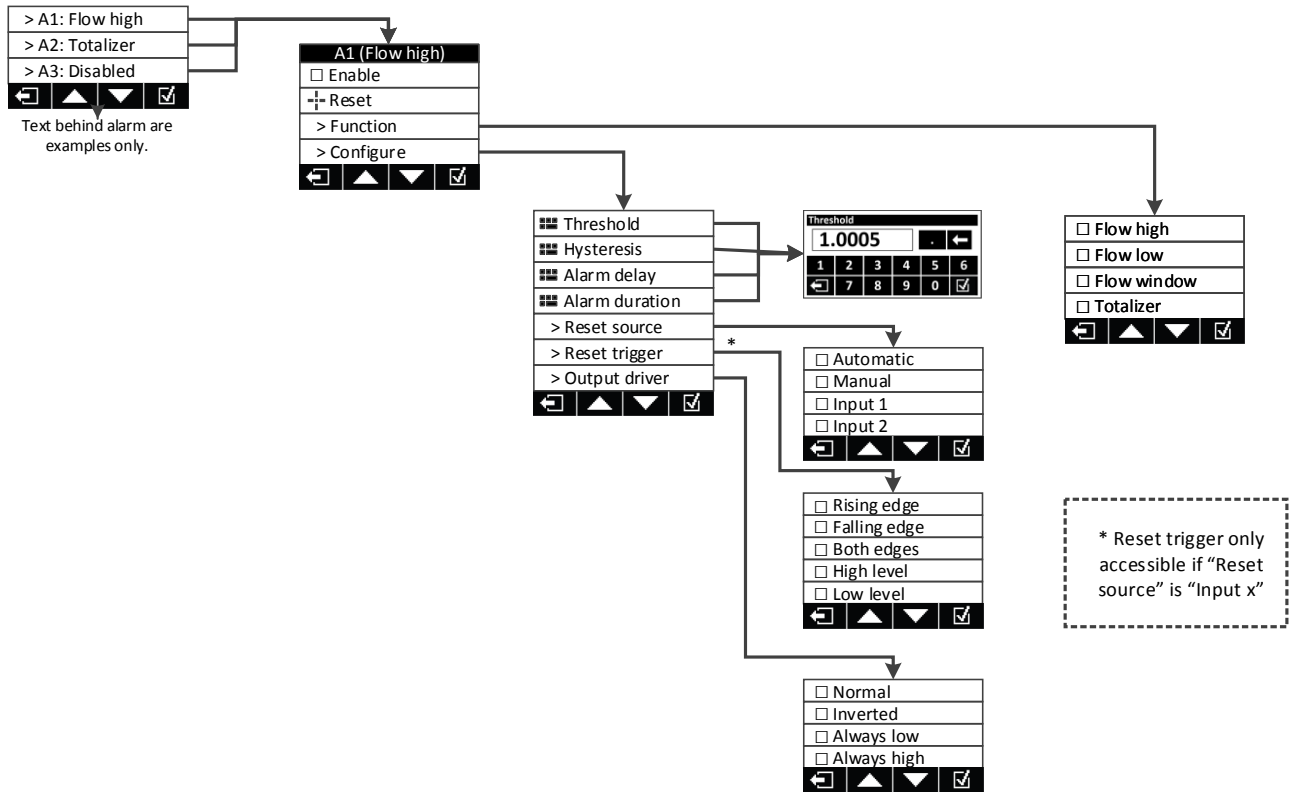 > A1: Flow high
> A2: Totalizer
> A3: Disabled
Text behind alarm are
examples only.
A1 (Flow high)
Enable
Reset
> Function
> Configure
Threshold
Hysteresis
Alarm delay
Alarm duration
> Reset source
> Reset trigger
> Output driver
*
Threshold
1.0005 .
1 2 3 4 5 6
7 8 9 0
Flow high
Flow low
Flow window
Totalizer
Automatic
Manual
Input 1
Input 2
Rising edge
Falling edge
Both edges
High level
Low level
* Reset trigger only
accessible if “Reset
source” is “Input x”
Normal
Inverted
Always low
Always high